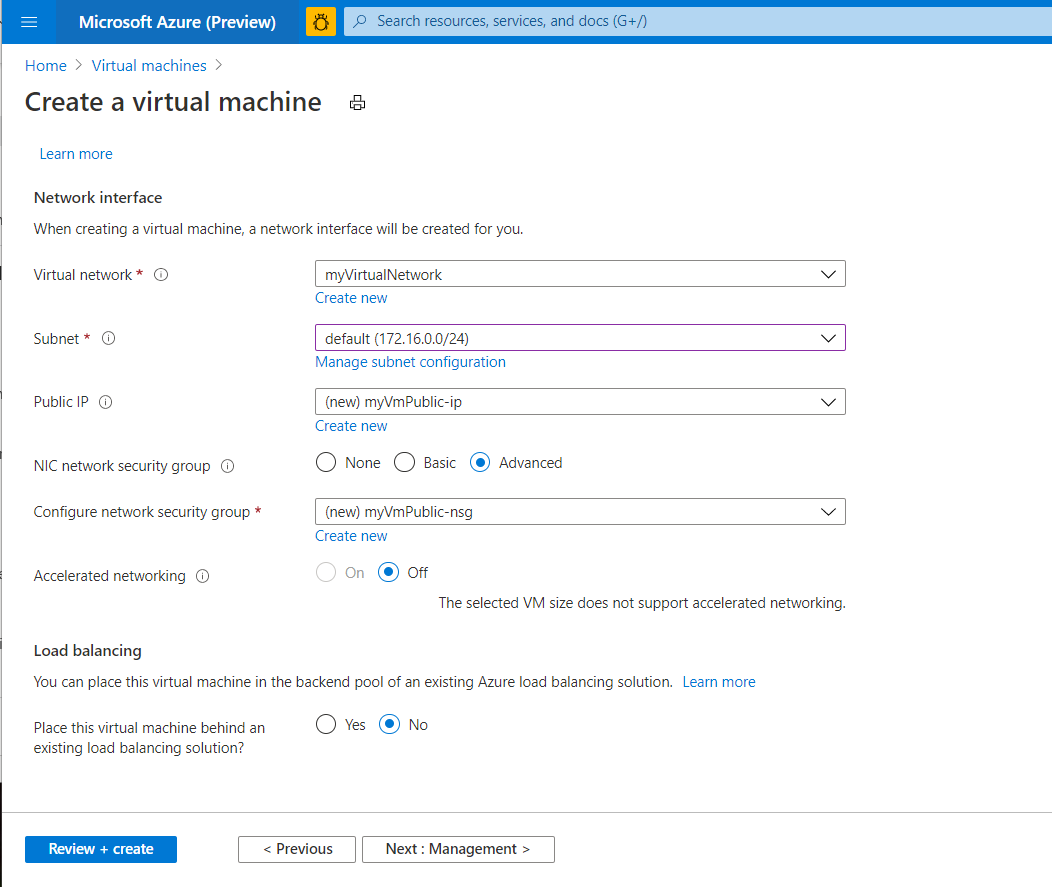 Microsoft Azure (Preview)
Search resources, services, and docs (G+/)
Home > Virtual machines >
Create a virtual machine
Learn more
Network interface
When creating a virtual machine, a network interface will be created for you.
Virtual network *
myVirtualNetwork
Create new
Subnet *
default (172.16.0.0/24)
Manage subnet configuration
Public IP
(new) myVmPublic-ip
Create new
NIC network security group
None Basic Advanced
Configure network security group *
(new) myVmPublic-nsg
Create new
Accelerated networking
On Off
The selected VM size does not support accelerated networking.
Load balancing
You can place this virtual machine in the backend pool of an existing Azure load balancing solution. Learn more
Place this virtual machine behind an
existing load balancing solution?
Yes No
Review + create
< Previous
Next : Management >